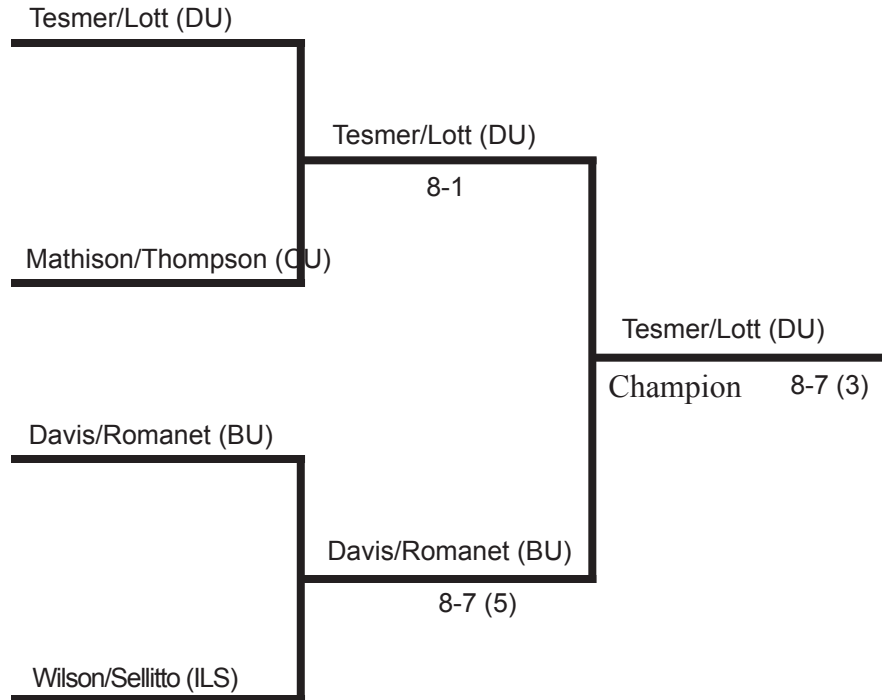 Tesmer/Lott (DU)
Tesmer/Lott (DU)
8-1
Mathison/Thompson (CU)
Tesmer/Lott (DU)
Champion 8-7 (3)
Davis/Romanet (BU)
Davis/Romanet (BU)
8-7 (5)
Wilson/Sellitto (ILS)